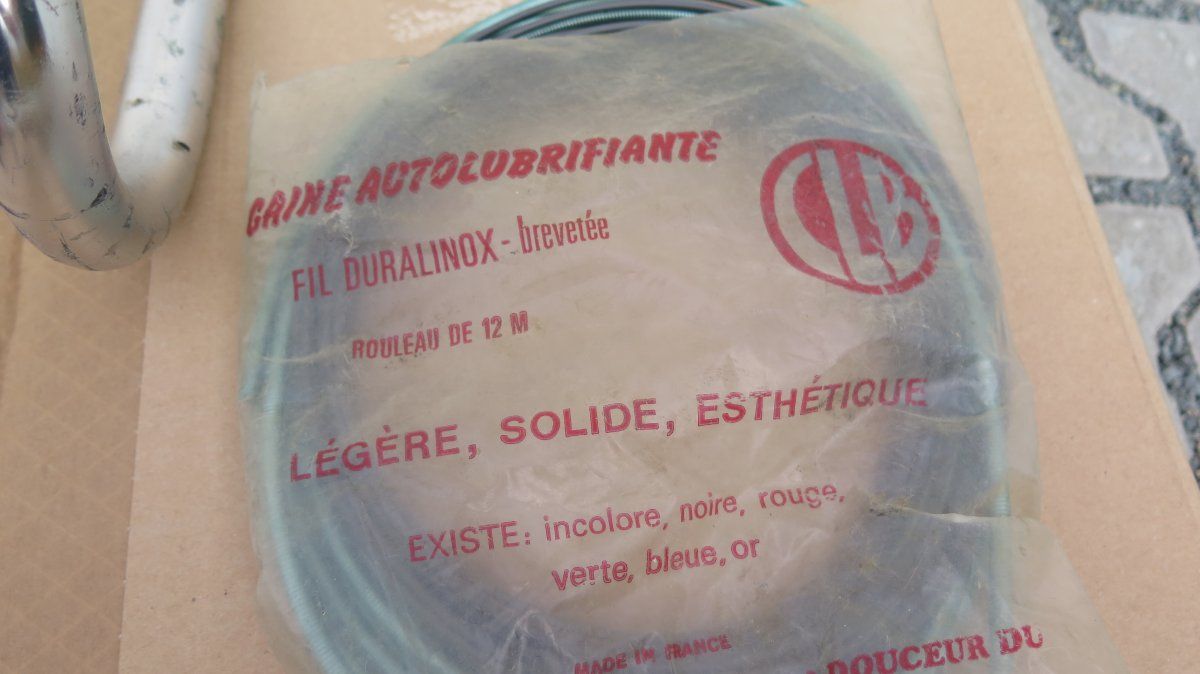 GAINE AUTOLUBRIFIANTE
CLB
FIL DURALINOX - brevetée
ROULEAU DE 12 M
LÉGÈRE, SOLIDE, ESTHÉTIQUE
EXISTE: incolore, noire, rouge,
verte, bleue, or
MADE IN FRANCE
DOUCEUR DU